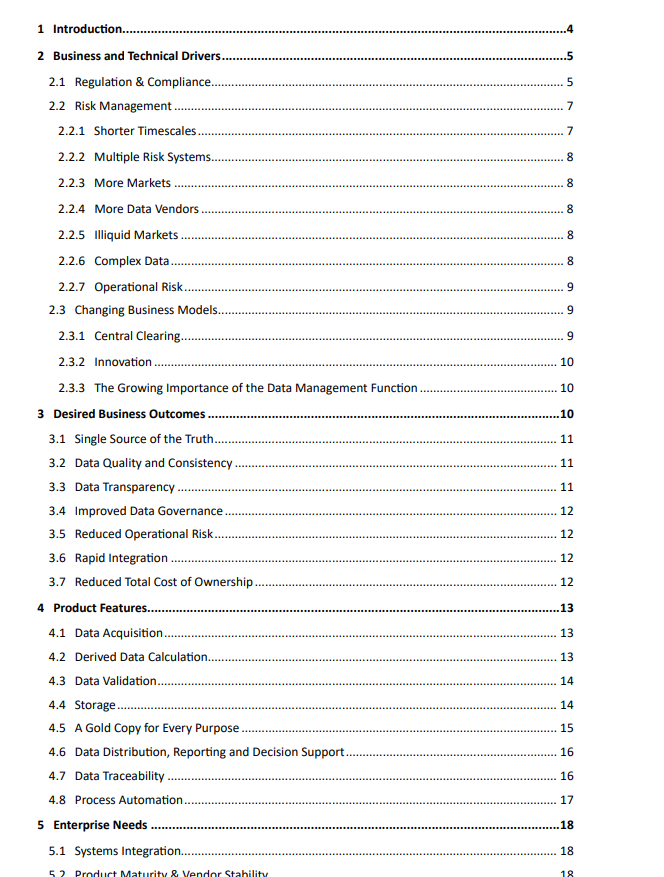 1 Introduction....................4
2 Business and Technical Drivers....................5
2.1 Regulation & Compliance.................... 5
2.2 Risk Management .................... 7
2.2.1 Shorter Timescales.................... 7
2.2.2 Multiple Risk Systems.................... 8
2.2.3 More Markets .................... 8
2.2.4 More Data Vendors .................... 8
2.2.5 Illiquid Markets .................... 8
2.2.6 Complex Data.................... 8
2.2.7 Operational Risk.................... 9
2.3 Changing Business Models.................... 9
2.3.1 Central Clearing.................... 9
2.3.2 Innovation .................... 10
2.3.3 The Growing Importance of the Data Management Function .................... 10
3 Desired Business Outcomes ....................10
3.1 Single Source of the Truth.................... 11
3.2 Data Quality and Consistency .................... 11
3.3 Data Transparency .................... 11
3.4 Improved Data Governance .................... 12
3.5 Reduced Operational Risk.................... 12
3.6 Rapid Integration .................... 12
3.7 Reduced Total Cost of Ownership .................... 12
4 Product Features....................13
4.1 Data Acquisition.................... 13
4.2 Derived Data Calculation.................... 13
4.3 Data Validation.................... 14
4.4 Storage.................... 14
4.5 A Gold Copy for Every Purpose .................... 15
4.6 Data Distribution, Reporting and Decision Support.................... 16
4.7 Data Traceability .................... 16
4.8 Process Automation.................... 17
5 Enterprise Needs ....................18
5.1 Systems Integration.................... 18
5.2 Product Maturity & Vendor Stability 18